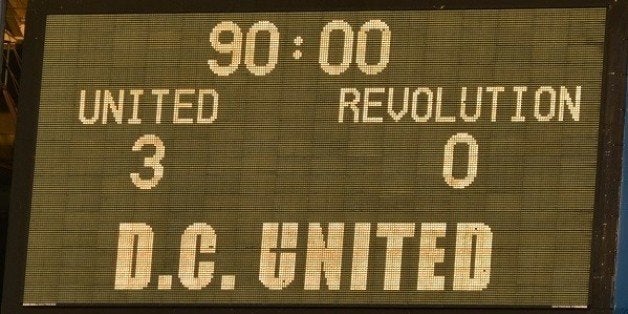 90:00
UNITED REVOLUTION
3 0
D.C. UNITED